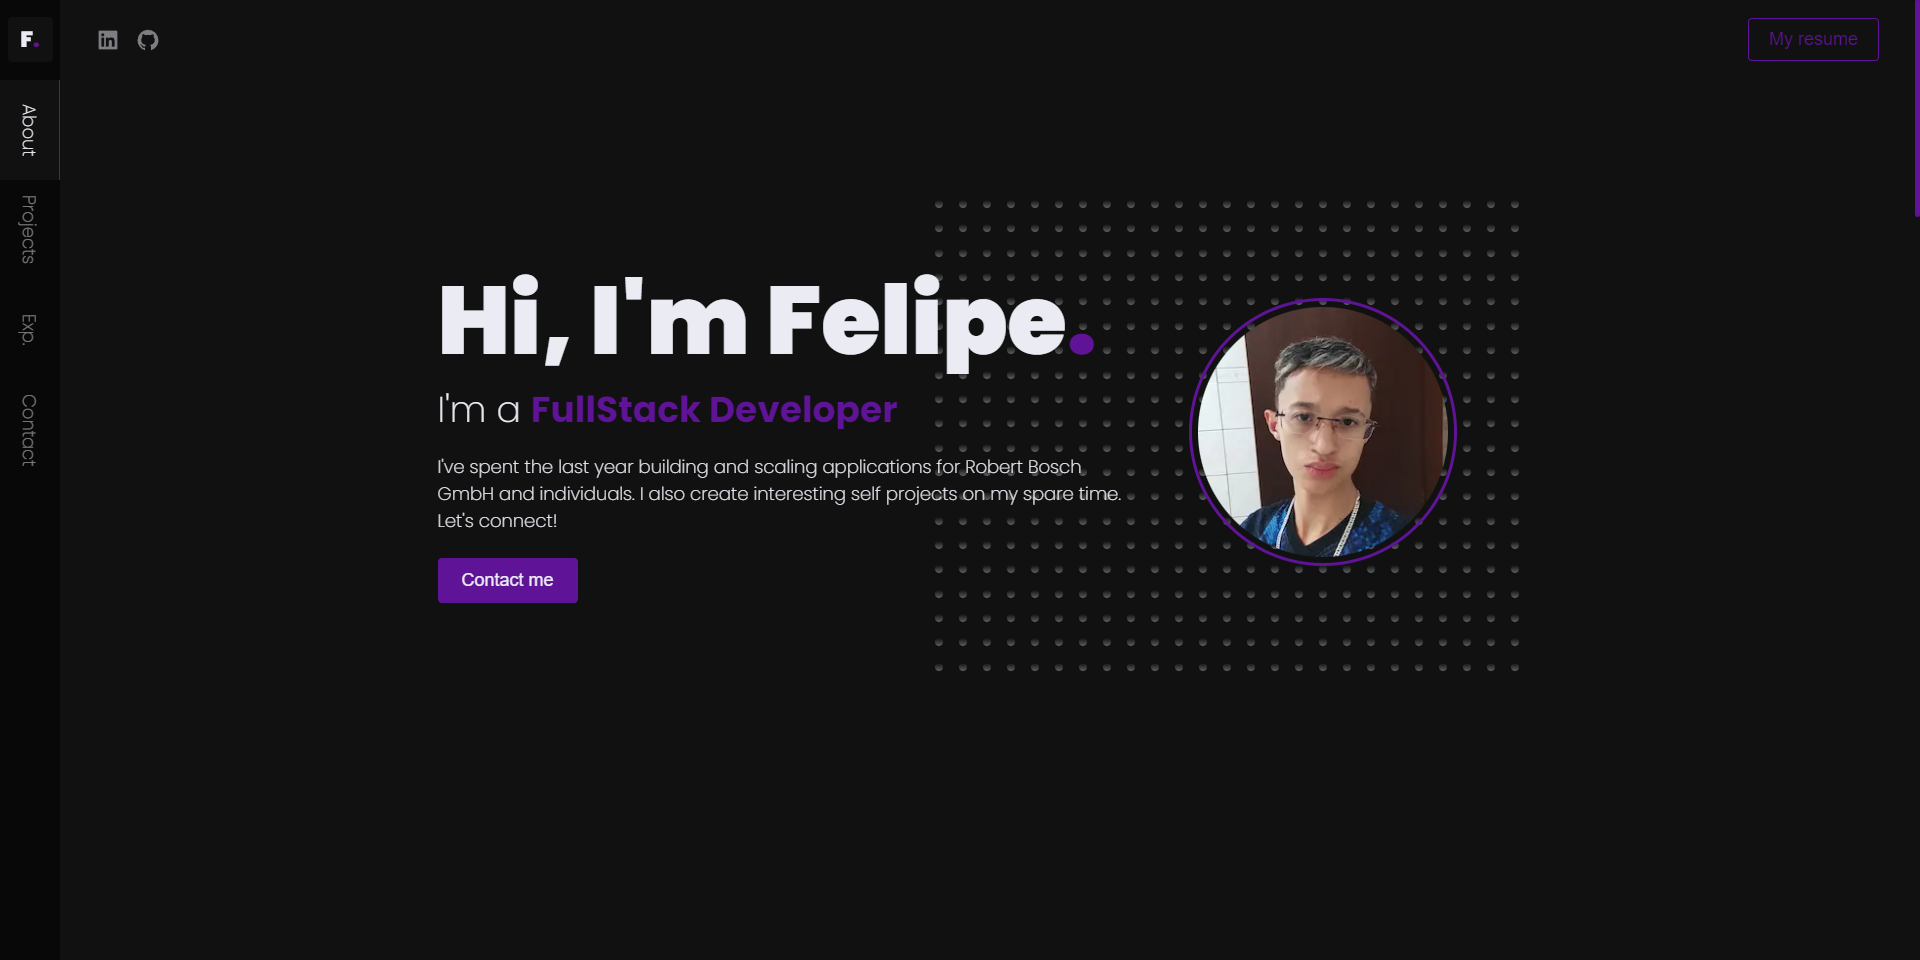 F.
My resume
About
Projects
Exp.
Contact
Hi, I'm Felipe.
I'm a FullStack Developer
I've spent the last year building and scaling applications for Robert Bosch
GmbH and individuals. I also create interesting self projects on my spare time.
Let's connect!
Contact me